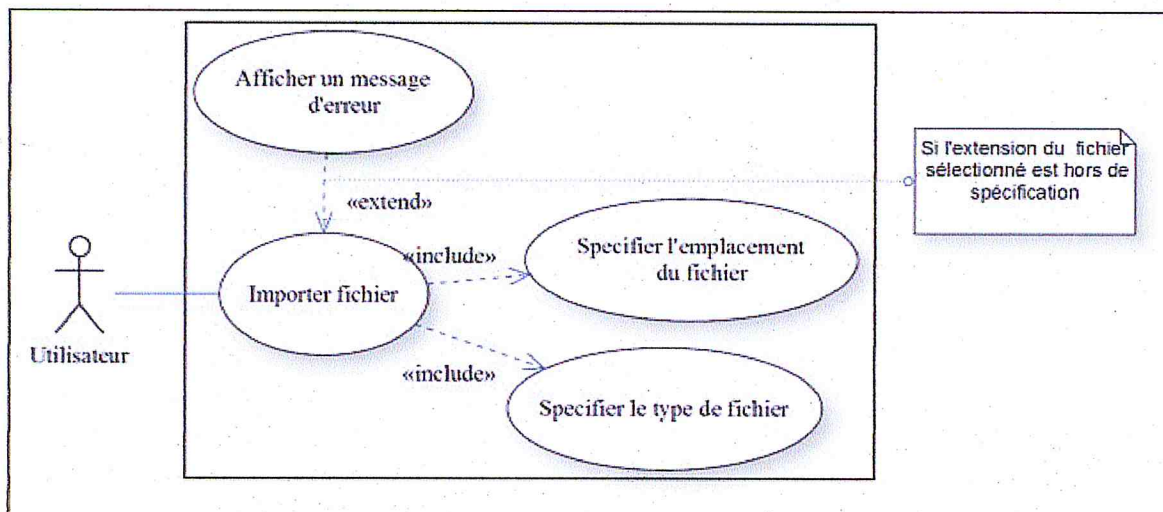 Afficher un message
d'erreur
Si l'extension du fichier
sélectionné est hors de
spécification
«extend»
«include»
Specifier l'emplacement
du fichier
Importer fichier
Utilisateur
«include»
Specifier le type de fichier